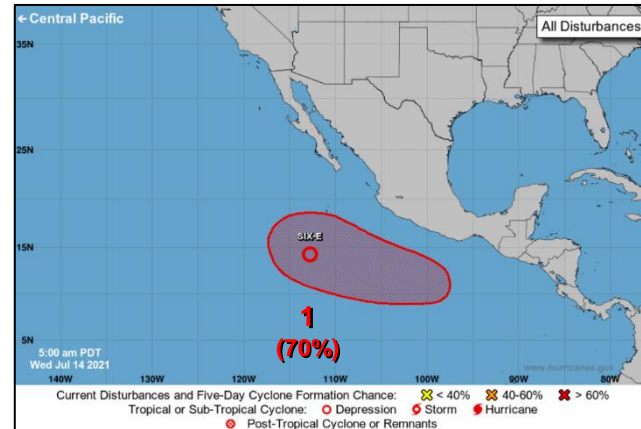 ← Central Pacific
All Disturbances
35N
25N
15N
5N
SIX-E
1
(70%)
5:00 am PDT
Wed Jul 14 2021
www.hurricanes.gov
140W 130W 120W 110W 100W 90W 80W
Current Disturbances and Five-Day Cyclone Formation Chance: < 40% 40-60% > 60%
Tropical or Sub-Tropical Cyclone: Depression Storm Hurricane
Post-Tropical Cyclone or Remnants